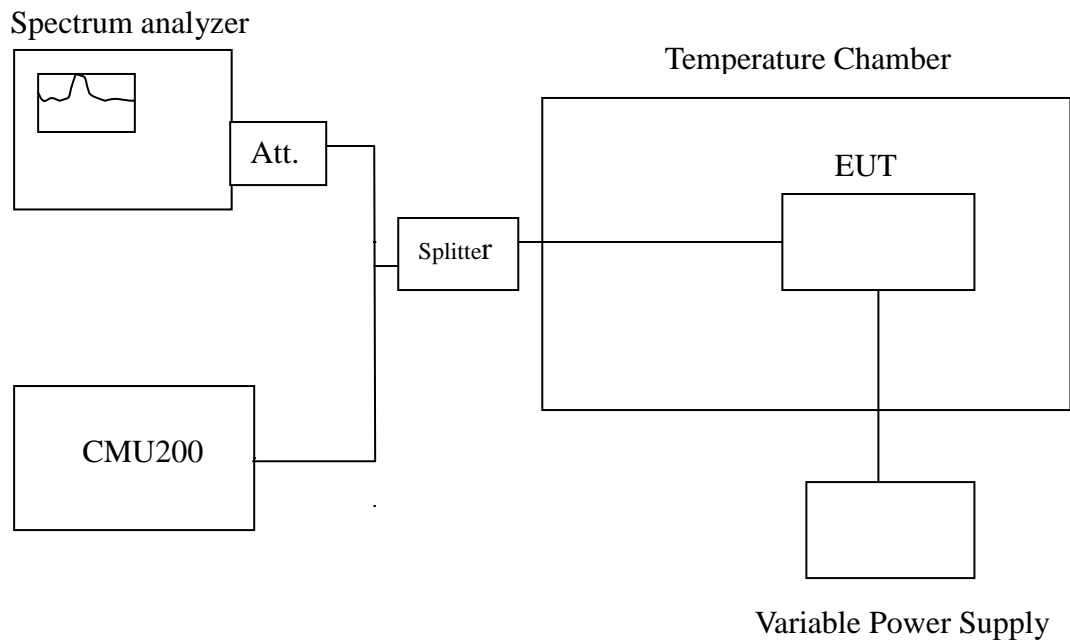 Spectrum analyzer
Temperature Chamber
Att.
EUT
Splitter
CMU200
Variable Power Supply